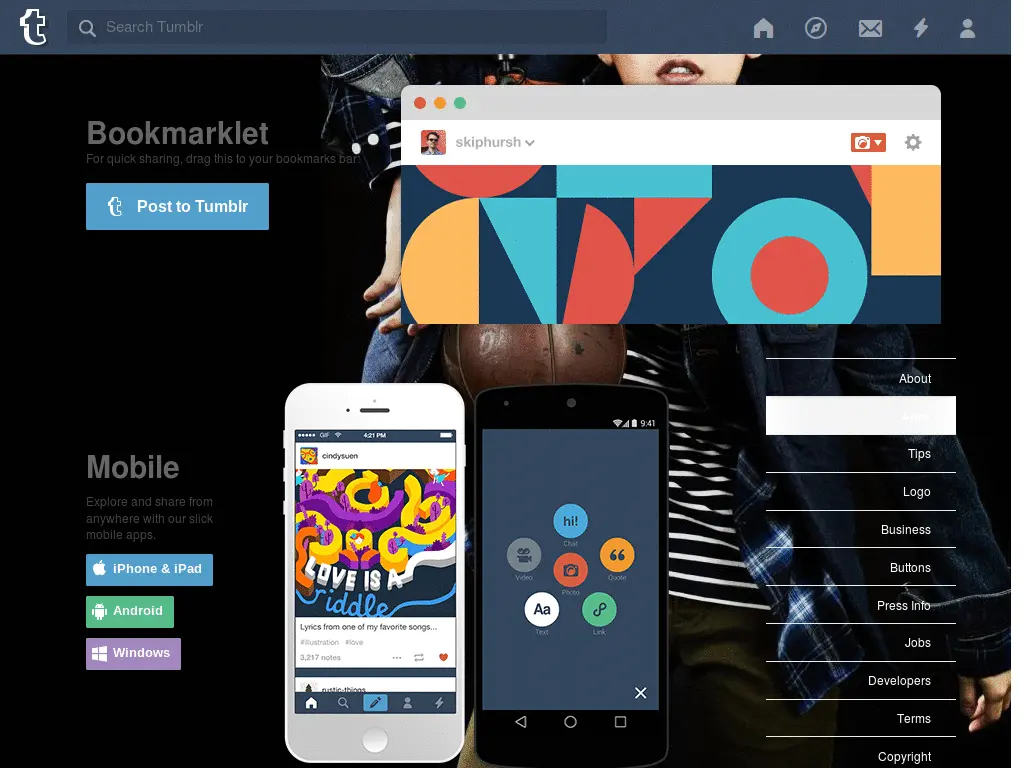 Search Tumblr
Bookmarklet
For quick sharing, drag this to your bookmarks bar:
Post to Tumblr
skiphursh
About
Apps
Tips
Logo
Business
Buttons
Press Info
Jobs
Developers
Terms
Copyright
Mobile
Explore and share from
anywhere with our slick
mobile apps.
iPhone & iPad
Android
Windows
GIF
4:21 PM
cindysuen
LOVE IS A
riddle
Lyrics from one of my favorite songs...
#illustration #love
3,217 notes
rustic-things
9:41
hi!
Chat
Video
Quote
Photo
Aa
Text
Link